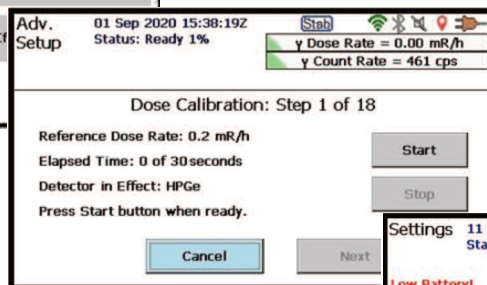 Adv. Setup
01 Sep 2020 15:38:19Z
Status: Ready 1%
Stab
γ Dose Rate = 0.00 mR/h
γ Count Rate = 461 cps
Dose Calibration: Step 1 of 18
Reference Dose Rate: 0.2 mR/h
Elapsed Time: 0 of 30 seconds
Detector in Effect: HPGe
Press Start button when ready.
Start
Stop
Cancel
Next
Settings 11
Sta
Low Battery!